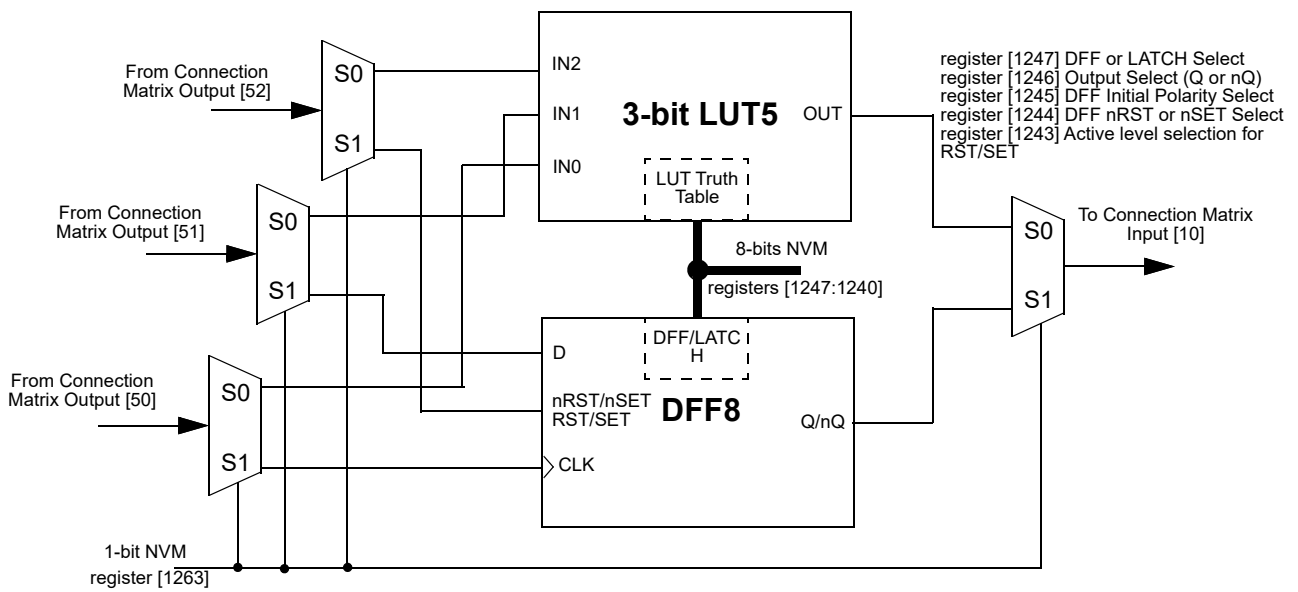 From Connection
Matrix Output [52]
S0
S1
From Connection
Matrix Output [51]
S0
S1
From Connection
Matrix Output [50]
S0
S1
1-bit NVM
register [1263]
IN2
IN1
IN0
3-bit LUT5
OUT
LUT Truth
Table
8-bits NVM
registers [1247:1240]
DFF/LATC
H
D
nRST/nSET
RST/SET
DFF8
Q/nQ
CLK
register [1247] DFF or LATCH Select
register [1246] Output Select (Q or nQ)
register [1245] DFF Initial Polarity Select
register [1244] DFF nRST or nSET Select
register [1243] Active level selection for
RST/SET
S0
S1
To Connection Matrix
Input [10]